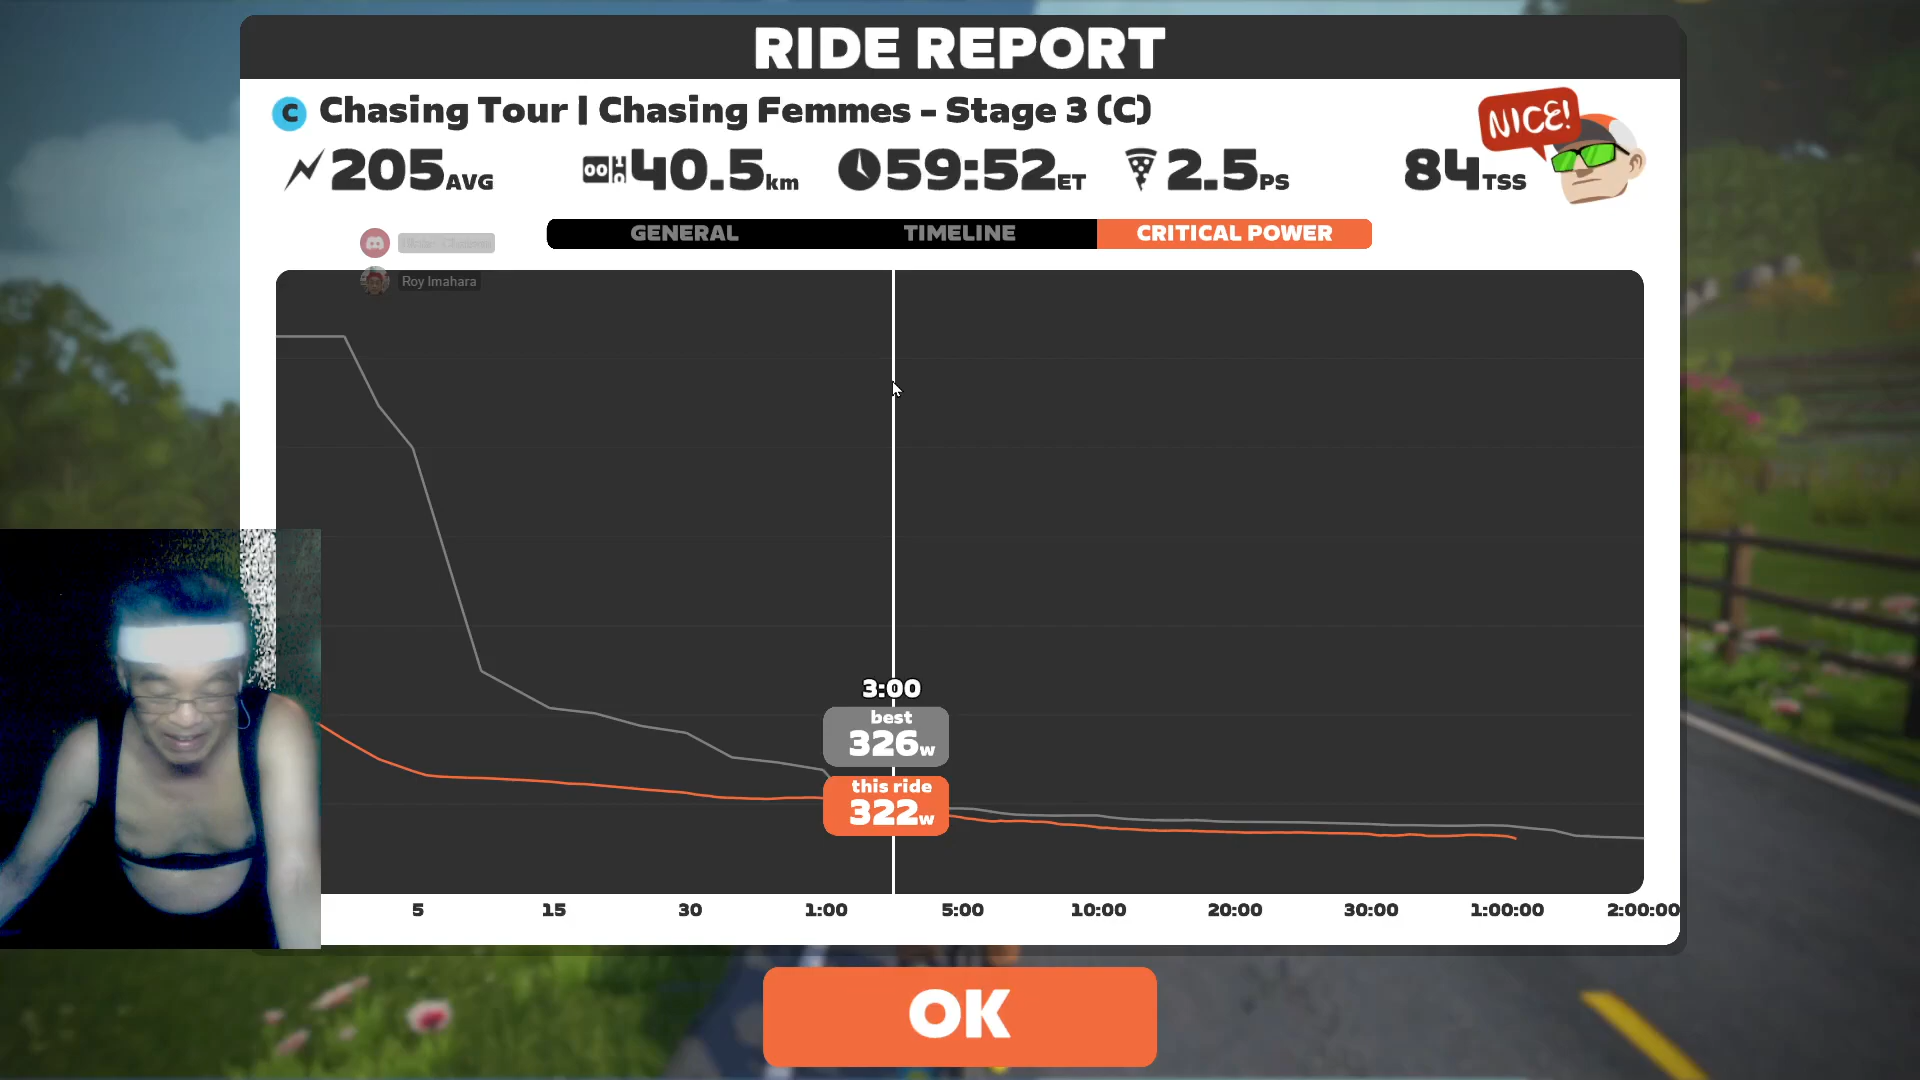 RIDE REPORT
C Chasing Tour | Chasing Femmes - Stage 3 (C)
NICE!
205AVG 40.5km 59:52ET 2.5PS 84TSS
GENERAL TIMELINE CRITICAL POWER
Roy Imahara
3:00
best
326w
this ride
322w
5 15 30 1:00 5:00 10:00 20:00 30:00 1:00:00 2:00:00
OK